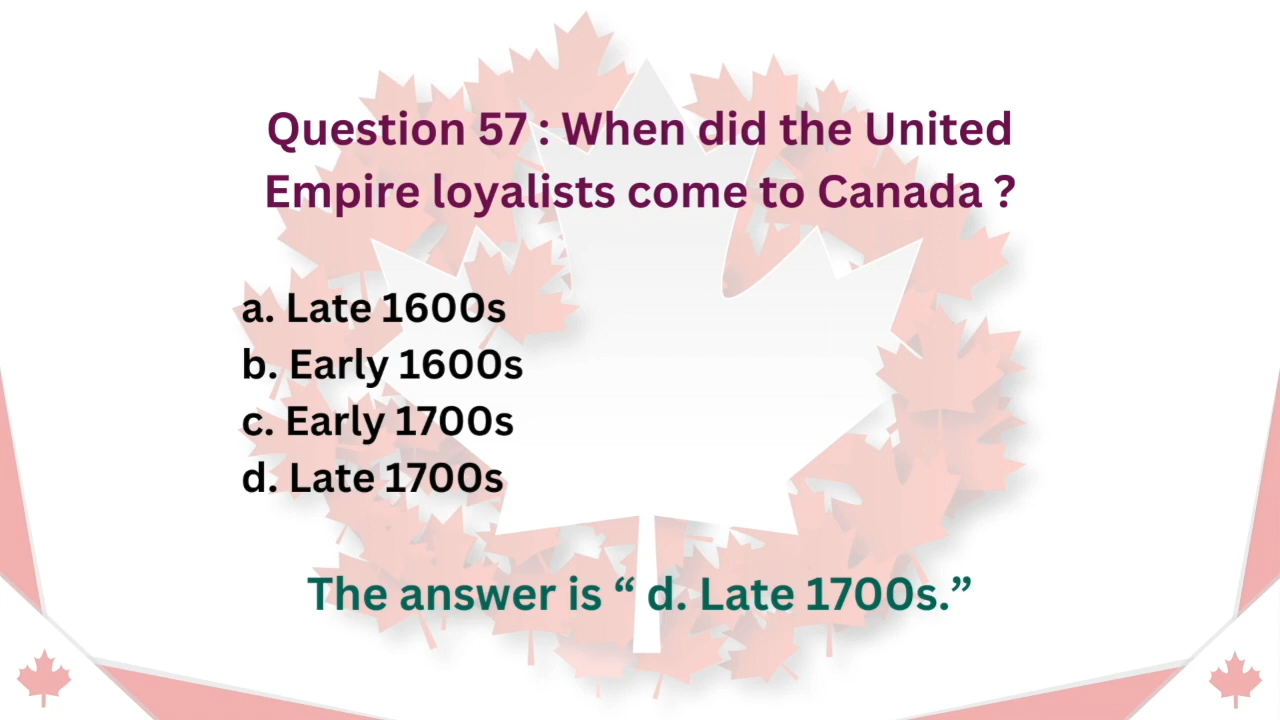 Question 57 : When did the United
Empire loyalists come to Canada ?
a. Late 1600s
b. Early 1600s
c. Early 1700s
d. Late 1700s
The answer is “ d. Late 1700s.”